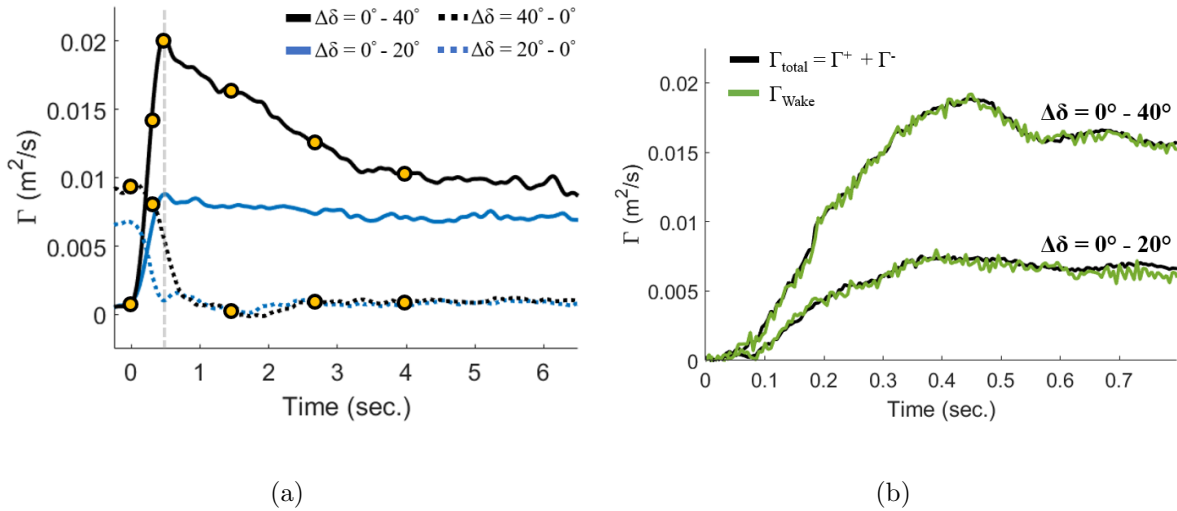 Δδ = 0° - 40° Δδ = 40° - 0°
Δδ = 0° - 20° Δδ = 20° - 0°
0.02
0.015
0.01
0.005
0
Γ (m²/s)
0 1 2 3 4 5 6
Time (sec.)
(a)
Γtotal = Γ⁺ + Γ⁻
ΓWake
Δδ = 0° - 40°
Δδ = 0° - 20°
0.02
0.015
0.01
0.005
0
Γ (m²/s)
0 0.1 0.2 0.3 0.4 0.5 0.6 0.7
Time (sec.)
(b)